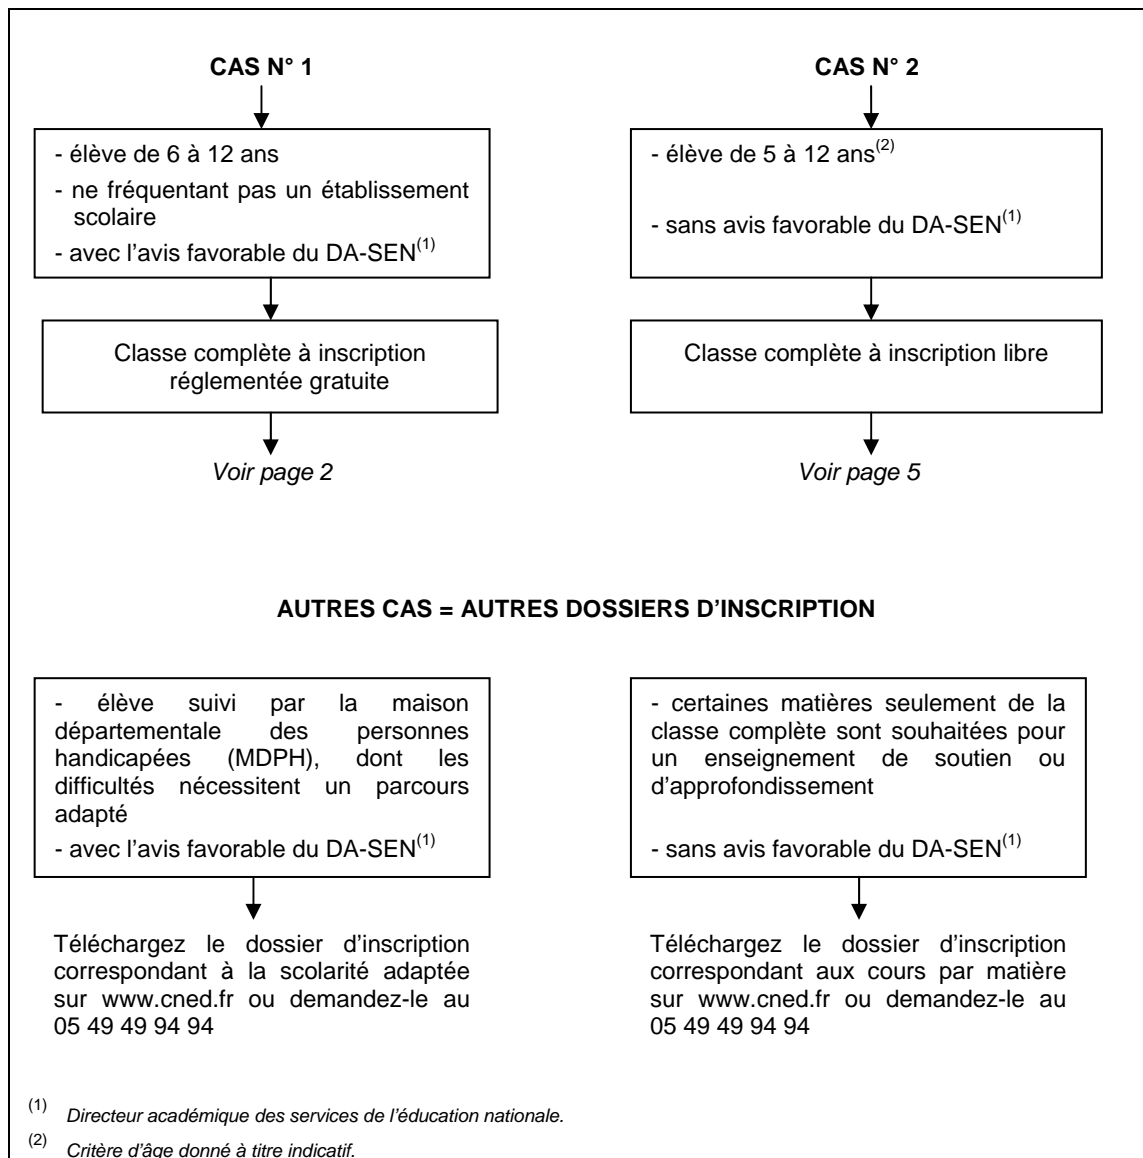 CAS N° 1
- élève de 6 à 12 ans
- ne fréquentant pas un établissement
scolaire
- avec l'avis favorable du DA-SEN(1)
Classe complète à inscription
réglementée gratuite
Voir page 2
CAS N° 2
- élève de 5 à 12 ans(2)
- sans avis favorable du DA-SEN(1)
Classe complète à inscription libre
Voir page 5
AUTRES CAS = AUTRES DOSSIERS D'INSCRIPTION
- élève suivi par la maison
départementale des personnes
handicapées (MDPH), dont les
difficultés nécessitent un parcours
adapté
- avec l'avis favorable du DA-SEN(1)
Téléchargez le dossier d'inscription
correspondant à la scolarité adaptée
sur www.cned.fr ou demandez-le au
05 49 49 94 94
- certaines matières seulement de la
classe complète sont souhaitées pour
un enseignement de soutien ou
d'approfondissement
- sans avis favorable du DA-SEN(1)
Téléchargez le dossier d'inscription
correspondant aux cours par matière
sur www.cned.fr ou demandez-le au
05 49 49 94 94
(1) Directeur académique des services de l'éducation nationale.
(2) Critère d'âge donné à titre indicatif.